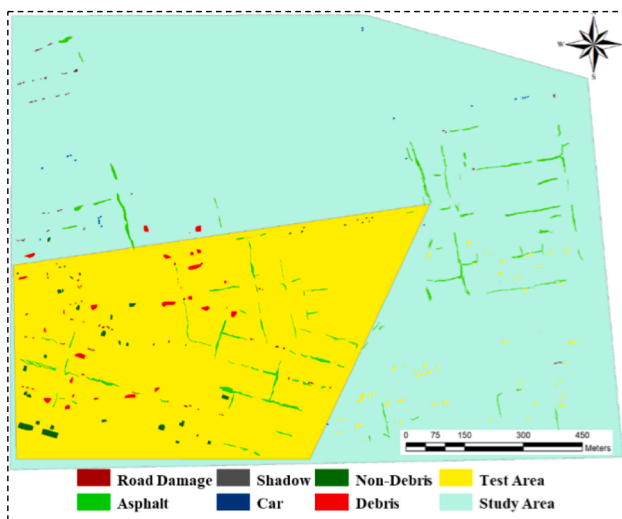 W
S
0 75 150 300 450
Meters
Road Damage Shadow Non-Debris Test Area
Asphalt Car Debris Study Area